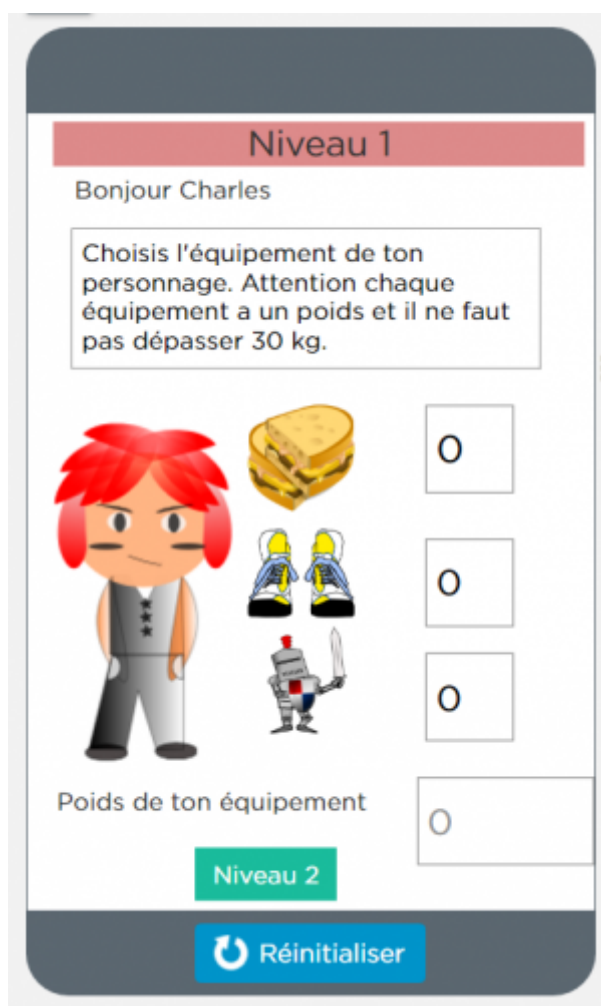 Niveau 1
Bonjour Charles
Choisis l'équipement de ton
personnage. Attention chaque
équipement a un poids et il ne faut
pas dépasser 30 kg.
0
0
0
Poids de ton équipement
0
Niveau 2
Réinitialiser